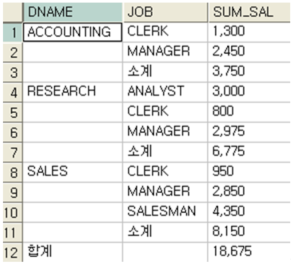 DNAME JOB SUM_SAL
1 ACCOUNTING CLERK 1,300
2 MANAGER 2,450
3 소계 3,750
4 RESEARCH ANALYST 3,000
5 CLERK 800
6 MANAGER 2,975
7 소계 6,775
8 SALES CLERK 950
9 MANAGER 2,850
10 SALESMAN 4,350
11 소계 8,150
12 합계 18,675